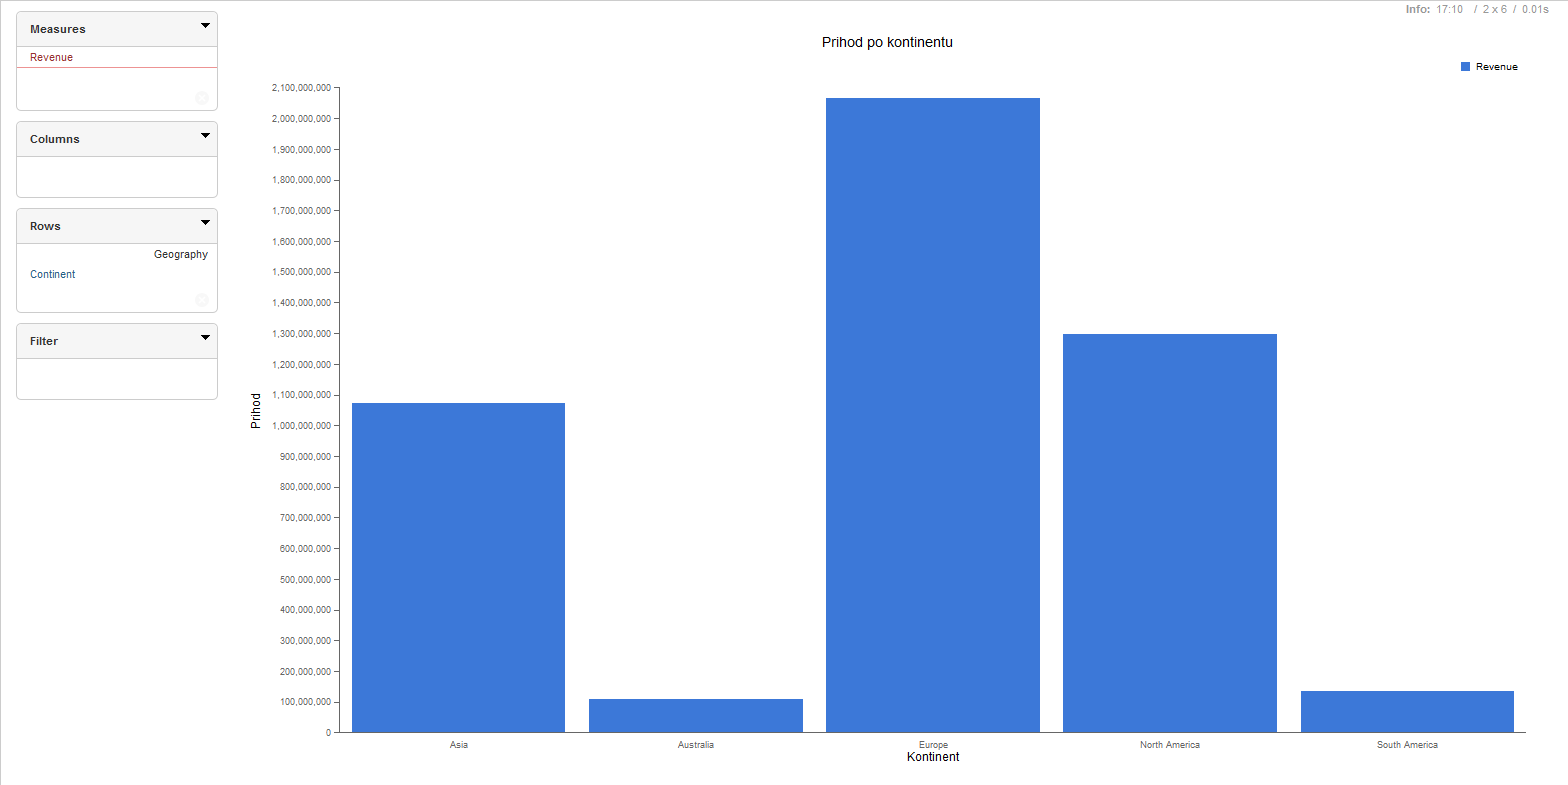 Info: 17:10 / 2 x 6 / 0.01s
Measures
Revenue
Columns
Rows
Geography
Continent
Filter
Prihod po kontinentu
Revenue
2,100,000,000
2,000,000,000
1,900,000,000
1,800,000,000
1,700,000,000
1,600,000,000
1,500,000,000
1,400,000,000
1,300,000,000
1,200,000,000
1,100,000,000
1,000,000,000
900,000,000
800,000,000
700,000,000
600,000,000
500,000,000
400,000,000
300,000,000
200,000,000
100,000,000
0
Prihod
Asia Australia Europe North America South America
Kontinent